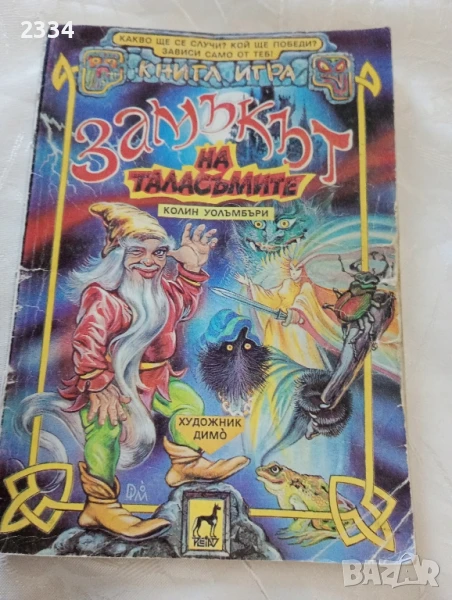 2334
КАКВО ЩЕ СЕ СЛУЧИ? КОЙ ЩЕ ПОБЕДИ?
ЗАВИСИ САМО ОТ ТЕБ!
КНИГА ИГРА
ЗАМЪКЪТ
НА
ТАЛАСЪМИТЕ
КОЛИН УОЛЪМБЪРИ
ХУДОЖНИК
ДИМО
BAZAR